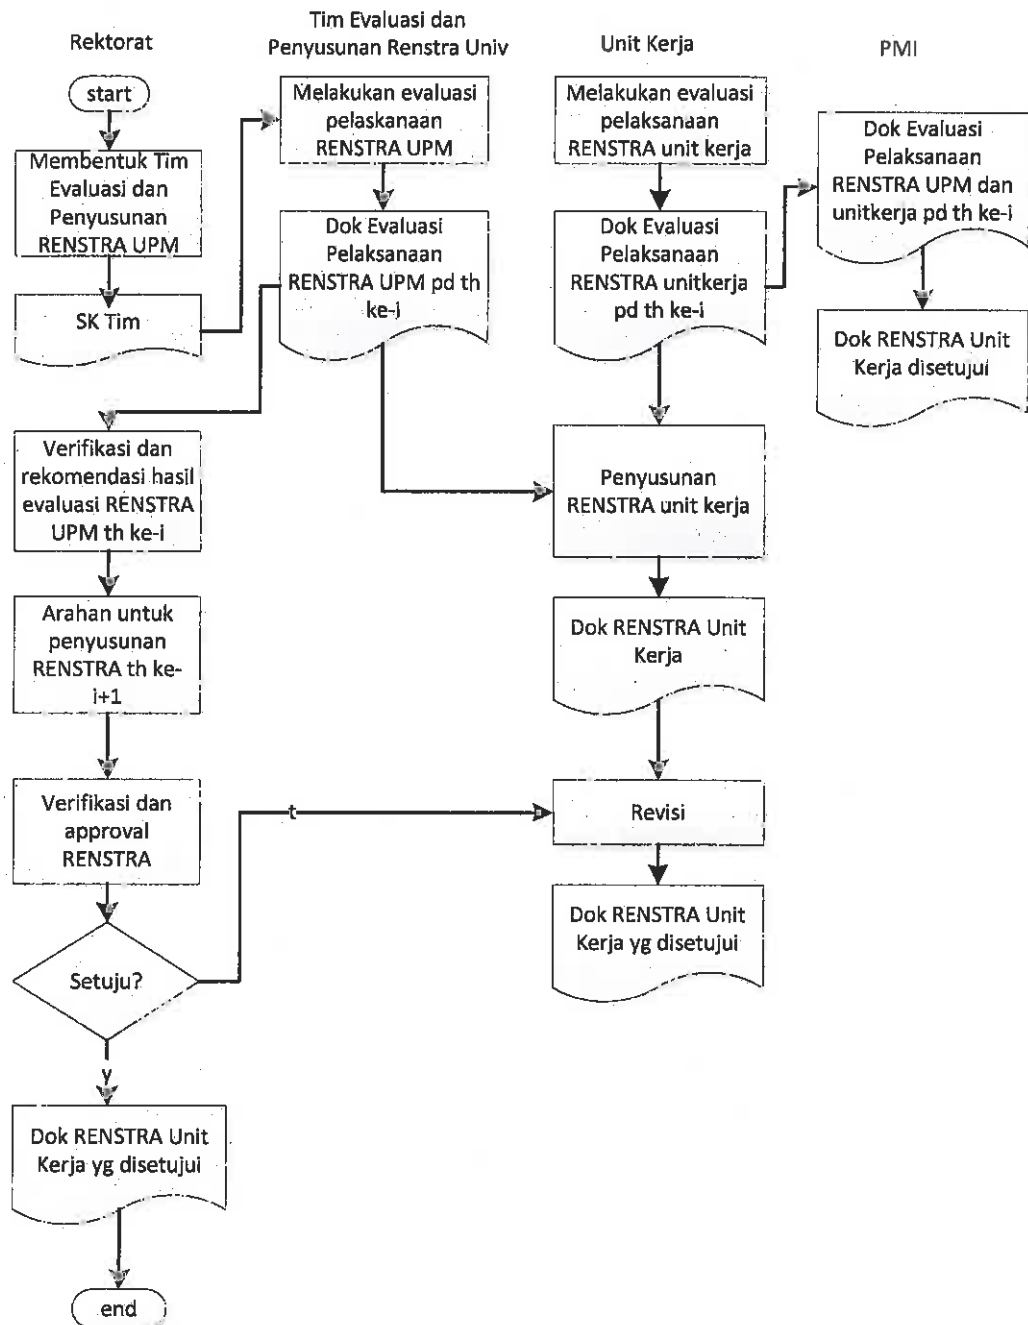 Rektorat
Tim Evaluasi dan
Penyusunan Renstra Univ
Unit Kerja
PMI
start
Membentuk Tim
Evaluasi dan
Penyusunan
RENSTRA UPM
SK Tim
Verifikasi dan
rekomendasi hasil
evaluasi RENSTRA
UPM th ke-i
Arahan untuk
penyusunan
RENSTRA th ke-
i+1
Verifikasi dan
approval
RENSTRA
Setuju?
t
y
Dok RENSTRA Unit
Kerja yg disetujui
end
Melakukan evaluasi
pelaskanaan
RENSTRA UPM
Dok Evaluasi
Pelaksanaan
RENSTRA UPM pd th
ke-i
Melakukan evaluasi
pelaksanaan
RENSTRA unit kerja
Dok Evaluasi
Pelaksanaan
RENSTRA unitkerja
pd th ke-i
Penyusunan
RENSTRA unit kerja
Dok RENSTRA Unit
Kerja
Revisi
Dok RENSTRA Unit
Kerja yg disetujui
Dok Evaluasi
Pelaksanaan
RENSTRA UPM dan
unitkerja pd th ke-i
Dok RENSTRA Unit
Kerja disetujui